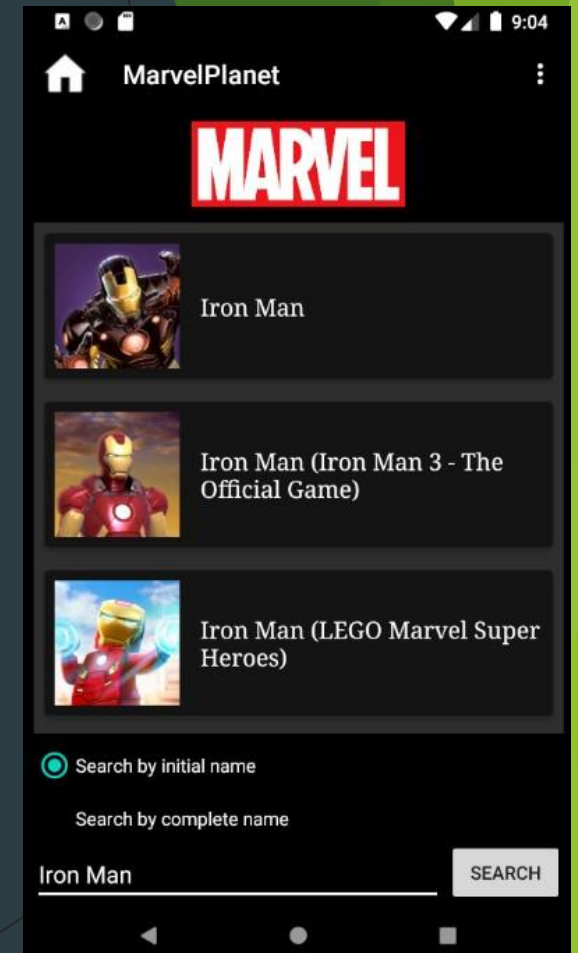 A
9:04
MarvelPlanet
MARVEL
Iron Man
Iron Man (Iron Man 3 - The
Official Game)
Iron Man (LEGO Marvel Super
Heroes)
Search by initial name
Search by complete name
Iron Man
SEARCH